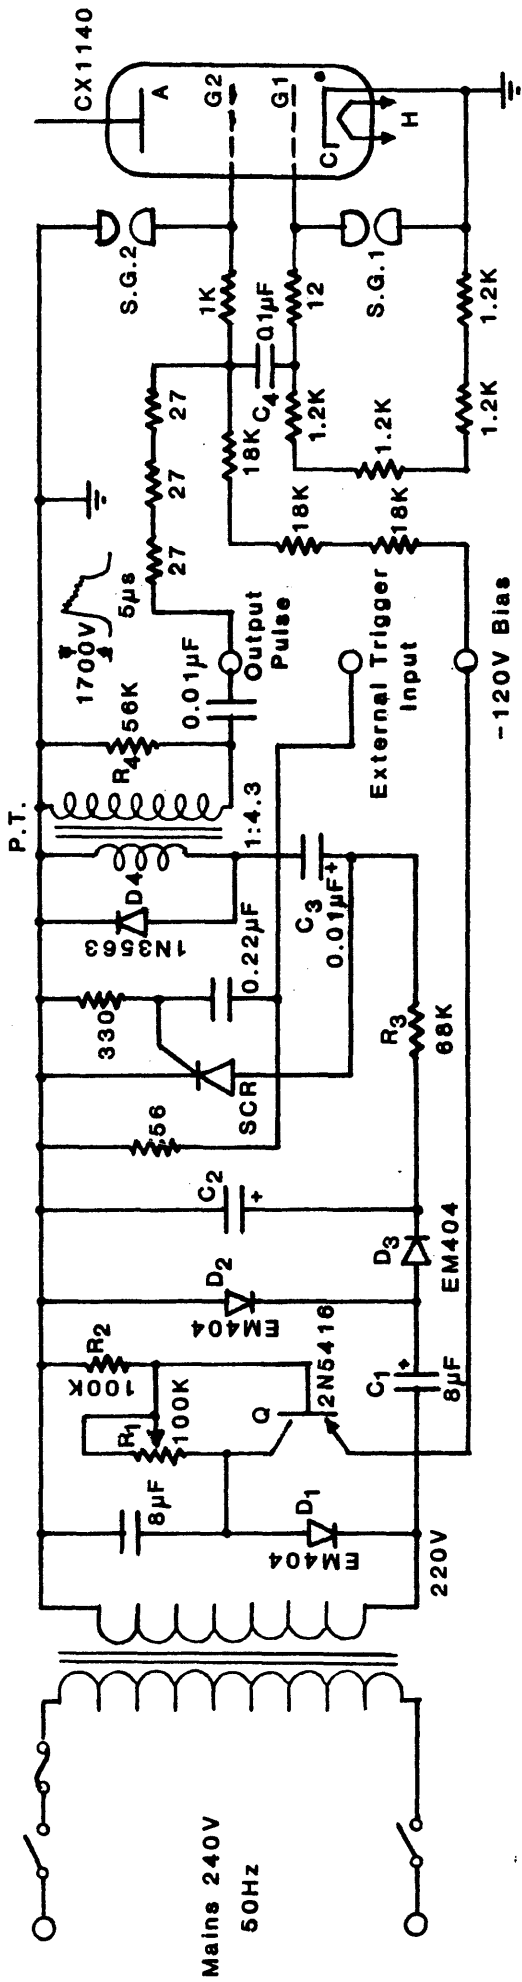 Mains 240V
50Hz
220V
8µF
EM404
D1
R1
100K
100K
R2
Q
2N5416
EM404
D2
C1
+
8µF
D3
EM404
C2
+
56
SCR
330
0.22µF
1N3563
D4
P.T.
1:4.3
C3
0.01µF+
R3
68K
R4
56K
0.01µF
1700V
5µs
Output
Pulse
External Trigger
Input
-120V Bias
27
27
27
18K
18K
18K
1K
0.1µF
C4
12
1.2K
1.2K
1.2K
1.2K
S.G.2
S.G.1
CX1140
A
G2
G1
C
H